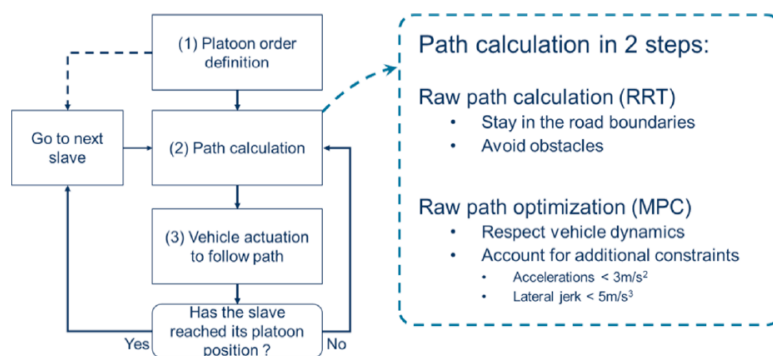 (1) Platoon order
definition
Go to next
slave
(2) Path calculation
(3) Vehicle actuation
to follow path
Has the slave
reached its platoon
position ?
Yes
No
Path calculation in 2 steps:
Raw path calculation (RRT)
• Stay in the road boundaries
• Avoid obstacles
Raw path optimization (MPC)
• Respect vehicle dynamics
• Account for additional constraints
• Accelerations < 3m/s²
• Lateral jerk < 5m/s³